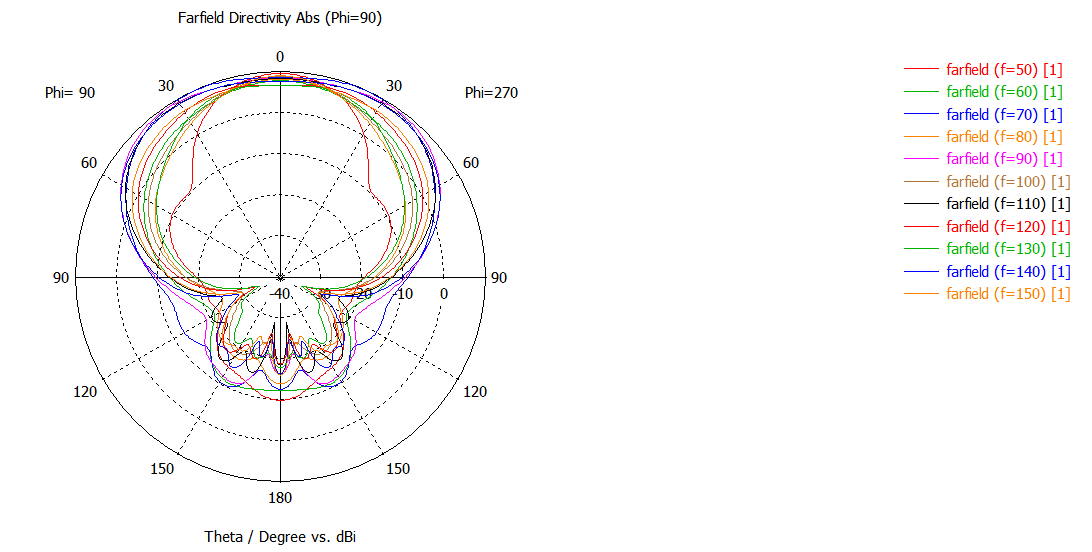 Farfield Directivity Abs (Phi=90)
0
30
30
Phi= 90
Phi=270
60
60
90
90
-40
-20
-10
0
120
120
150
150
180
Theta / Degree vs. dBi
farfield (f=50) [1]
farfield (f=60) [1]
farfield (f=70) [1]
farfield (f=80) [1]
farfield (f=90) [1]
farfield (f=100) [1]
farfield (f=110) [1]
farfield (f=120) [1]
farfield (f=130) [1]
farfield (f=140) [1]
farfield (f=150) [1]